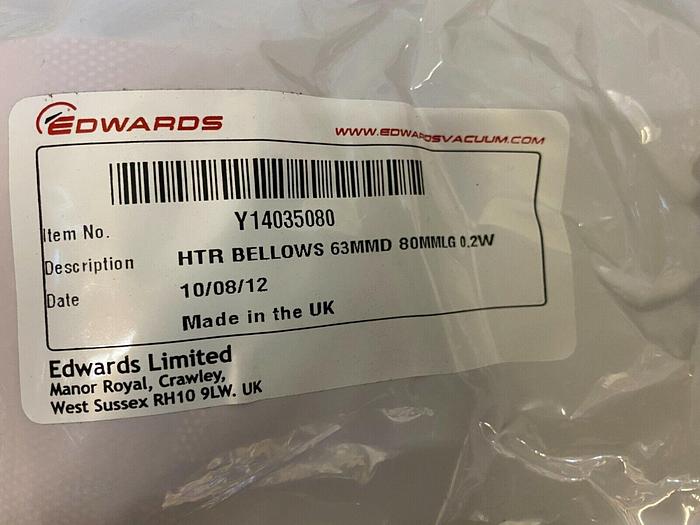 EDWARDS
WWW.EDWARDSVACUUM.COM
Item No. Y14035080
Description HTR BELLOWS 63MMD 80MMLG 0.2W
Date 10/08/12
Made in the UK
Edwards Limited
Manor Royal, Crawley,
West Sussex RH10 9LW. UK